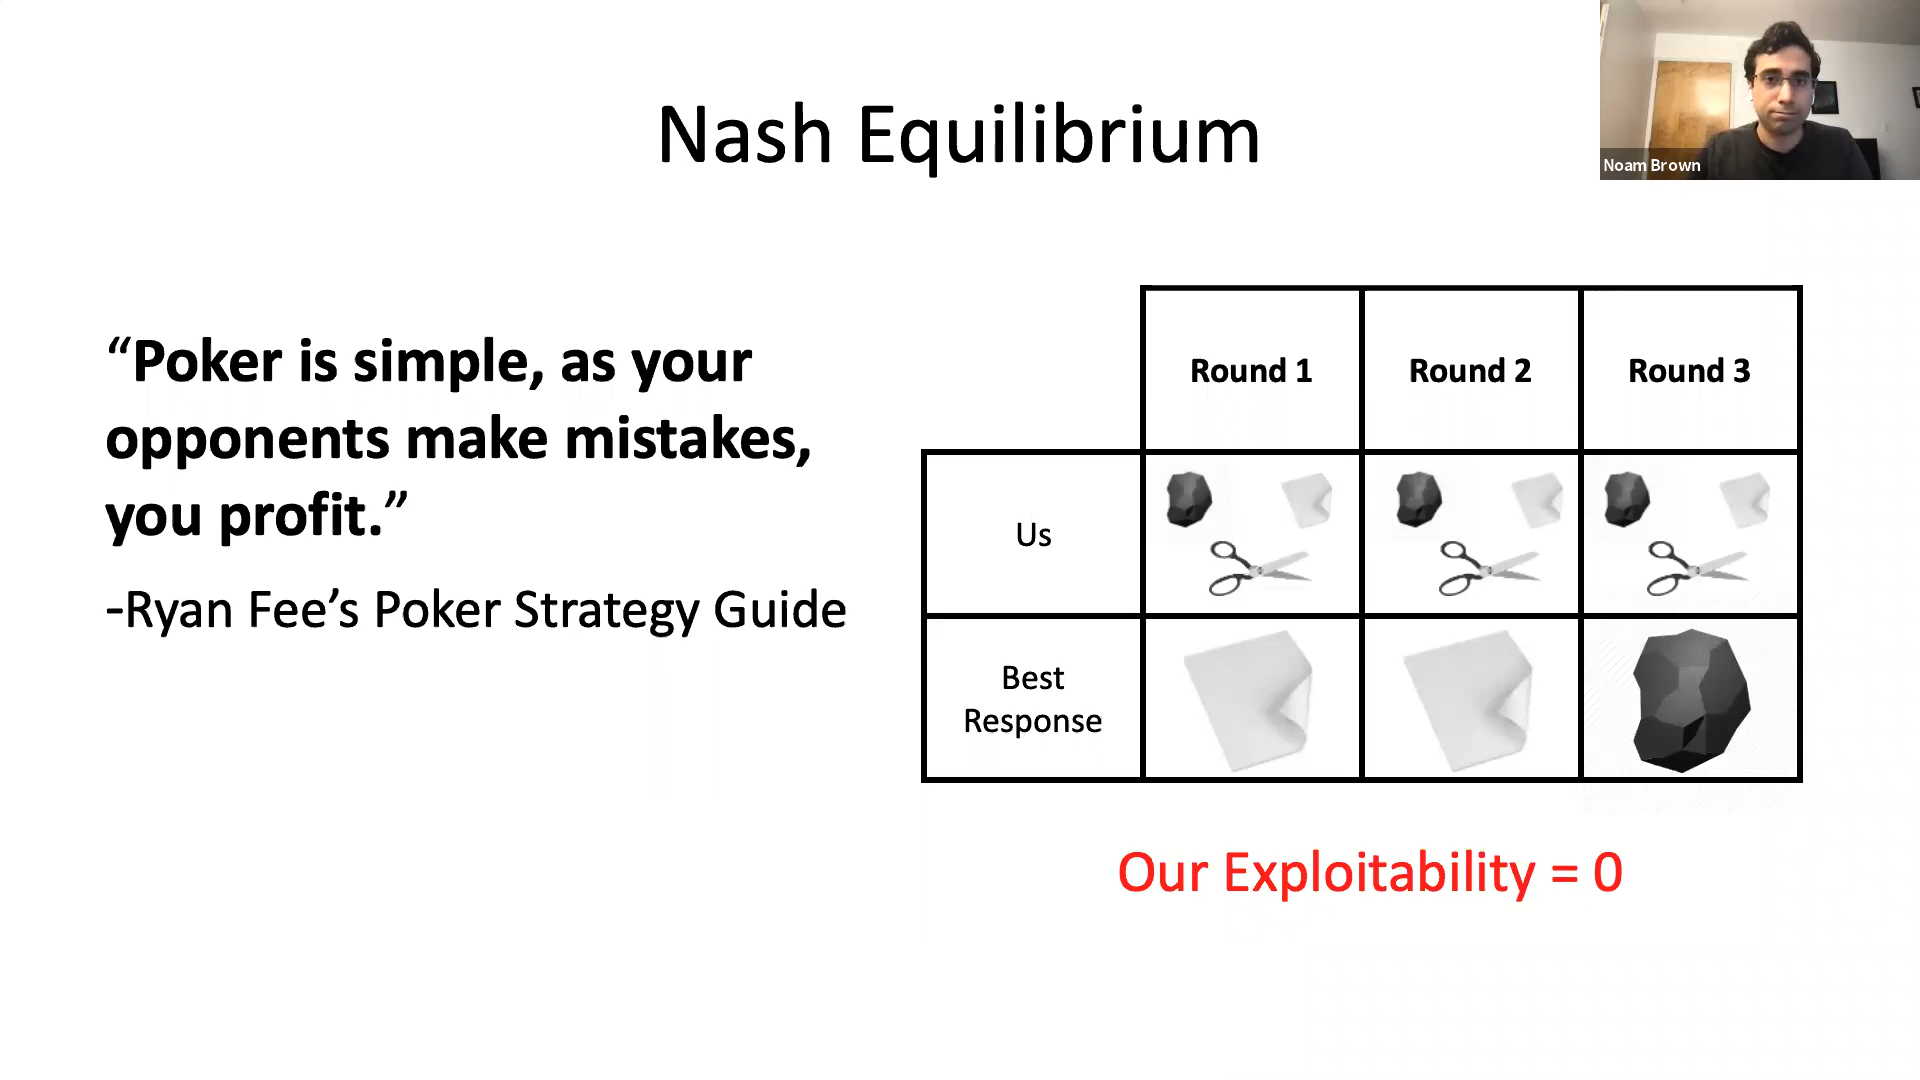 Nash Equilibrium
Noam Brown
“Poker is simple, as your
opponents make mistakes,
you profit.”
-Ryan Fee’s Poker Strategy Guide
Round 1 Round 2 Round 3
Us
Best
Response
Our Exploitability = 0